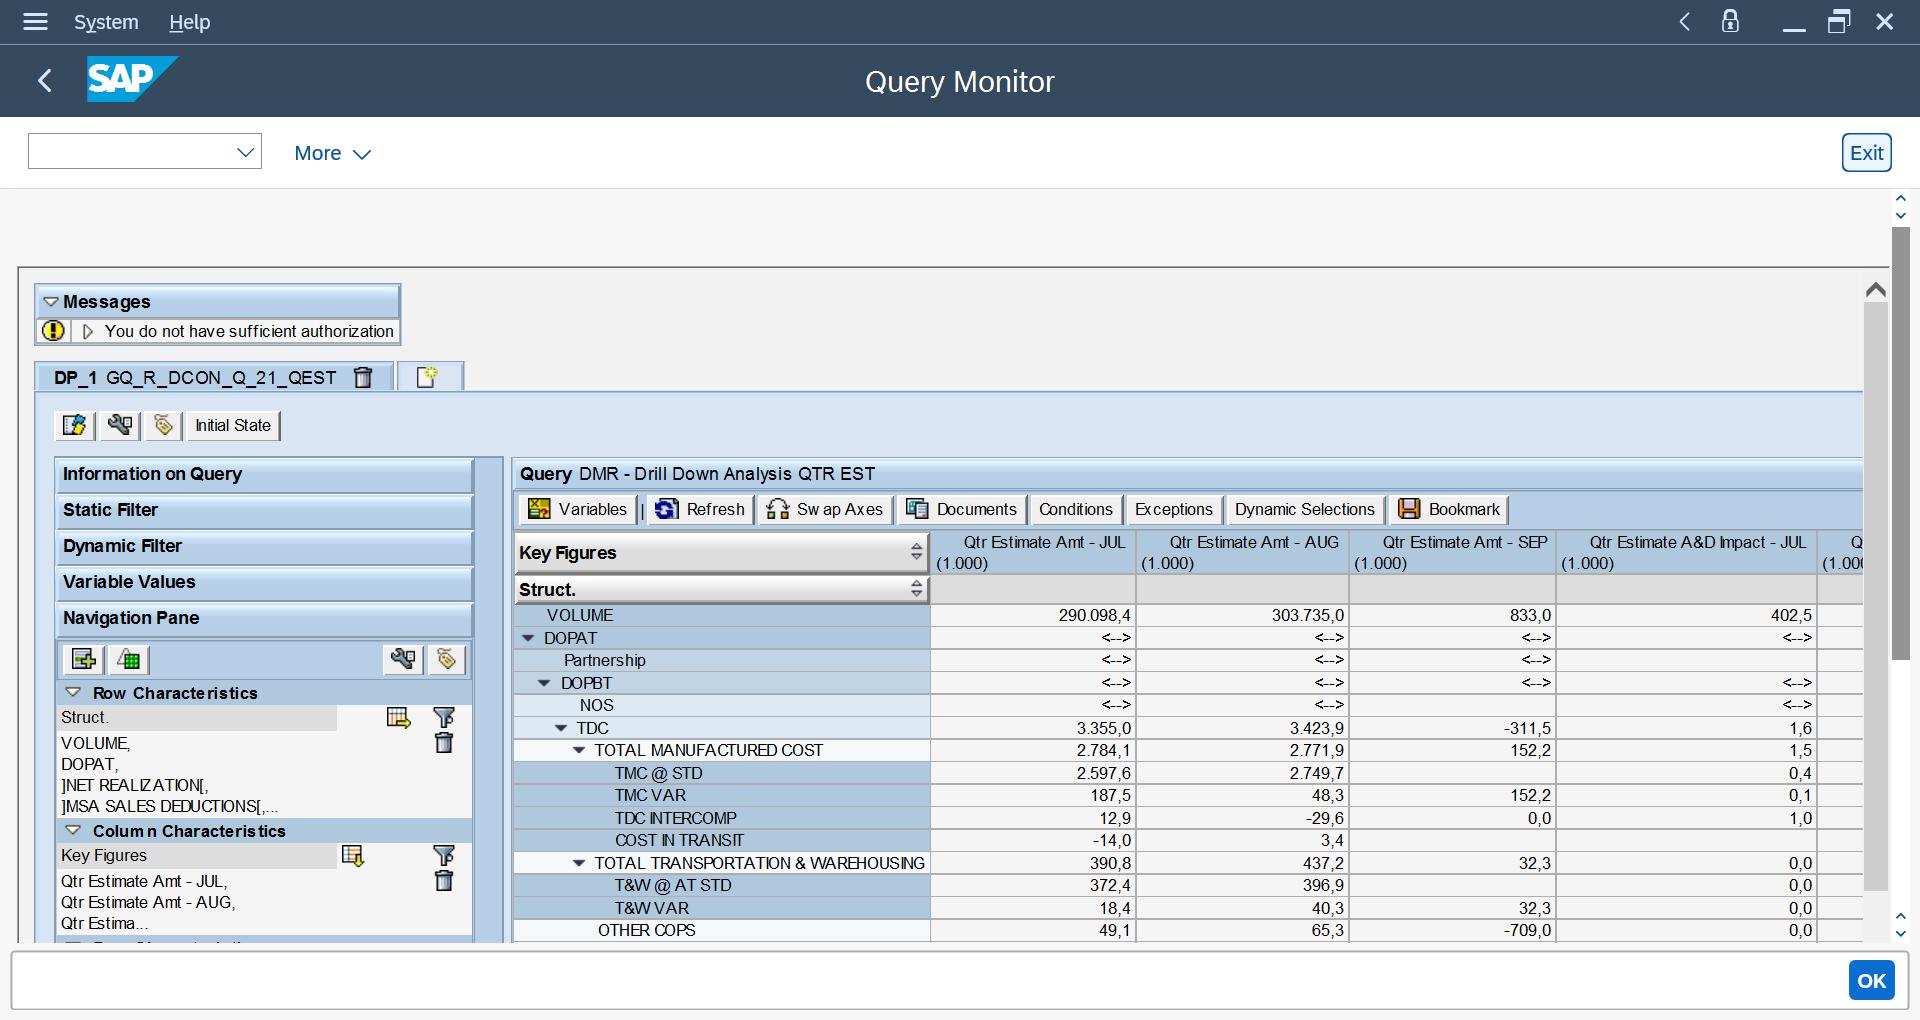 System Help
SAP Query Monitor
More Exit
Messages
You do not have sufficient authorization
DP_1 GQ_R_DCON_Q_21_QEST
Initial State
Information on Query
Static Filter
Dynamic Filter
Variable Values
Navigation Pane
Row Characteristics
Struct.
VOLUME,
DOPAT,
]NET REALIZATION[,
]MSA SALES DEDUCTIONS[,...
Column Characteristics
Key Figures
Qtr Estimate Amt - JUL,
Qtr Estimate Amt - AUG,
Qtr Estima...
Query DMR - Drill Down Analysis QTR EST
Variables | Refresh Swap Axes Documents Conditions Exceptions Dynamic Selections Bookmark
Key Figures Qtr Estimate Amt - JUL (1.000) Qtr Estimate Amt - AUG (1.000) Qtr Estimate Amt - SEP (1.000) Qtr Estimate A&D Impact - JUL (1.000) Q (1.000
Struct.
VOLUME 290.098,4 303.735,0 833,0 402,5
DOPAT <--> <--> <--> <-->
Partnership <--> <--> <-->
DOPBT <--> <--> <--> <-->
NOS <--> <--> <-->
TDC 3.355,0 3.423,9 -311,5 1,6
TOTAL MANUFACTURED COST 2.784,1 2.771,9 152,2 1,5
TMC @ STD 2.597,6 2.749,7 0,4
TMC VAR 187,5 48,3 152,2 0,1
TDC INTERCOMP 12,9 -29,6 0,0 1,0
COST IN TRANSIT -14,0 3,4
TOTAL TRANSPORTATION & WAREHOUSING 390,8 437,2 32,3 0,0
T&W @ AT STD 372,4 396,9 0,0
T&W VAR 18,4 40,3 32,3 0,0
OTHER COPS 49,1 65,3 -709,0 0,0
OK